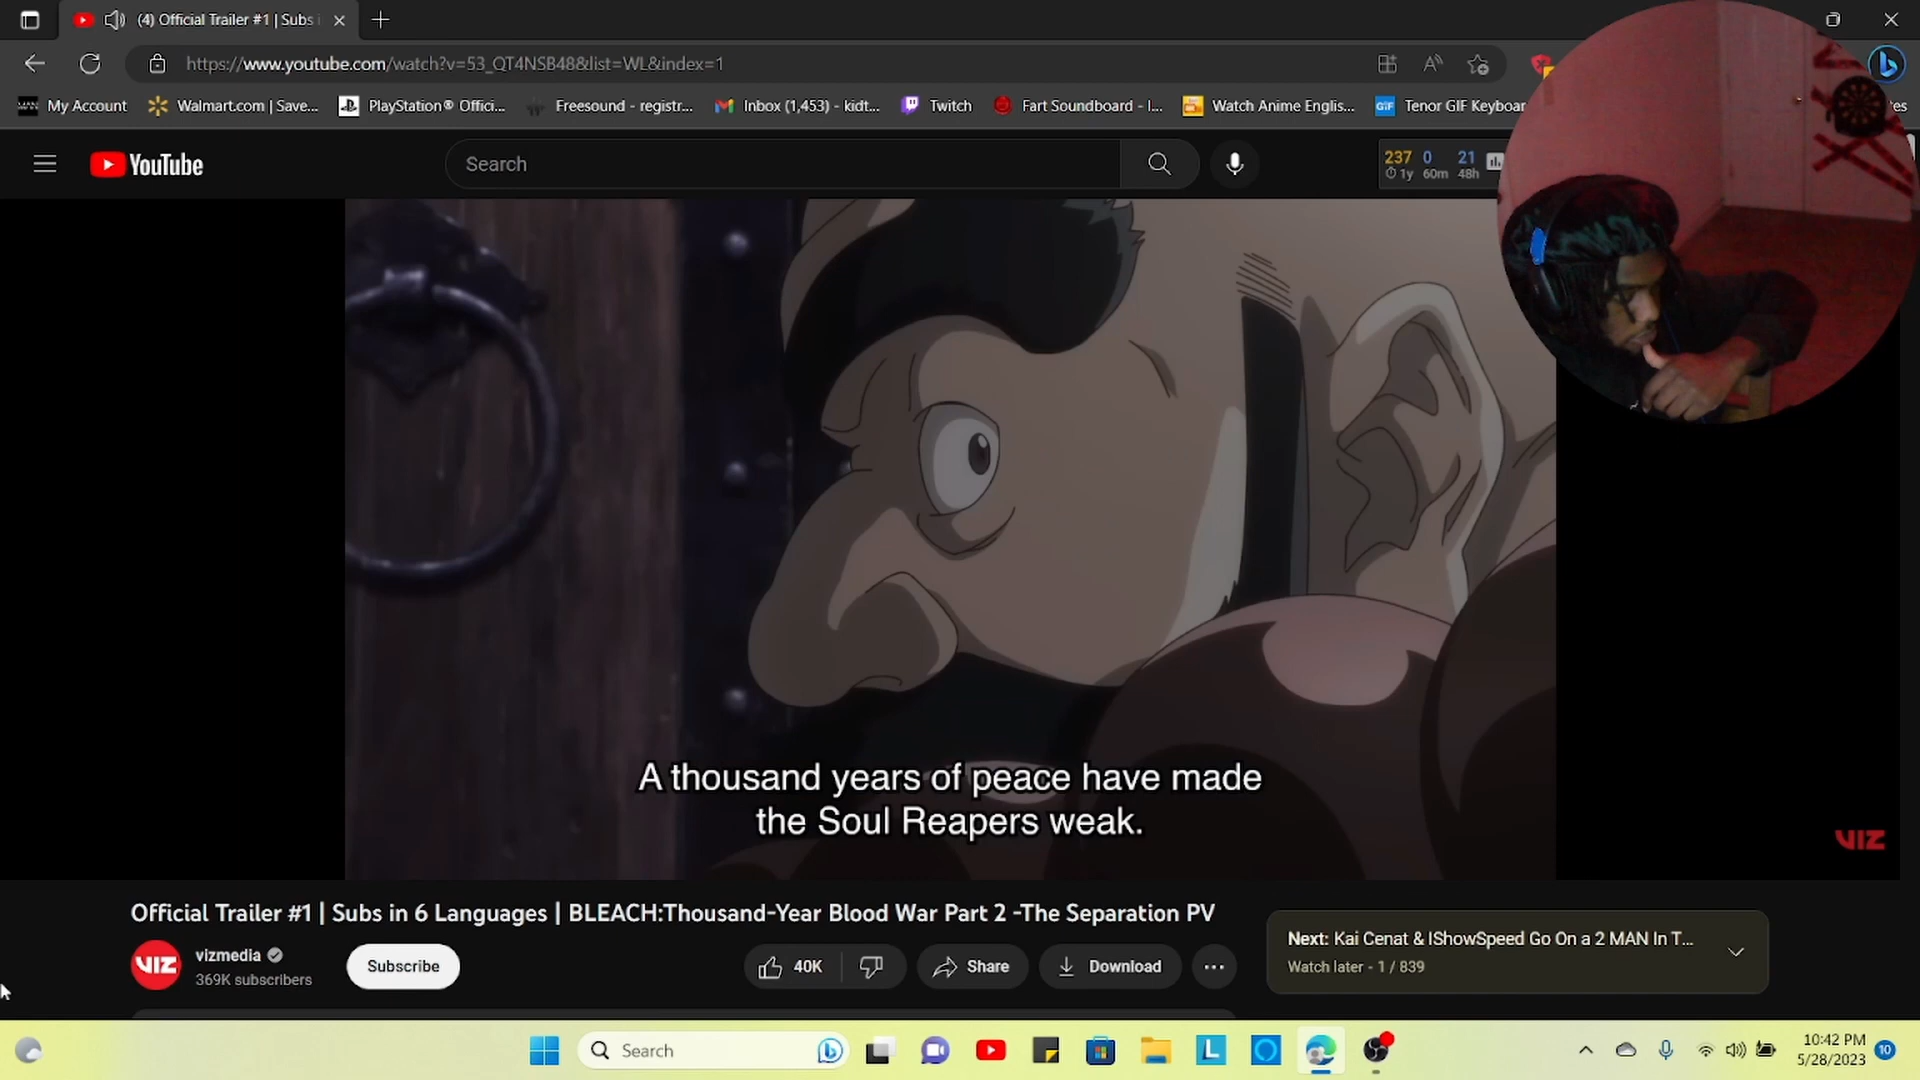 (4) Official Trailer #1 | Subs i
https://www.youtube.com/watch?v=53_QT4NSB48&list=WL&index=1
My Account
Walmart.com | Save...
PlayStation® Offici...
Freesound - registr...
Inbox (1,453) - kidt...
Twitch
Fart Soundboard - I...
Watch Anime Englis...
GIF
Tenor GIF Keyboar
es
YouTube
Search
237 0 21
1y 60m 48h
A thousand years of peace have made
the Soul Reapers weak.
VIZ
Official Trailer #1 | Subs in 6 Languages | BLEACH:Thousand-Year Blood War Part 2 -The Separation PV
VIZ
vizmedia
369K subscribers
Subscribe
40K
Share
Download
Next: Kai Cenat & IShowSpeed Go On a 2 MAN In T...
Watch later - 1 / 839
Search
L
10:42 PM
5/28/2023
10